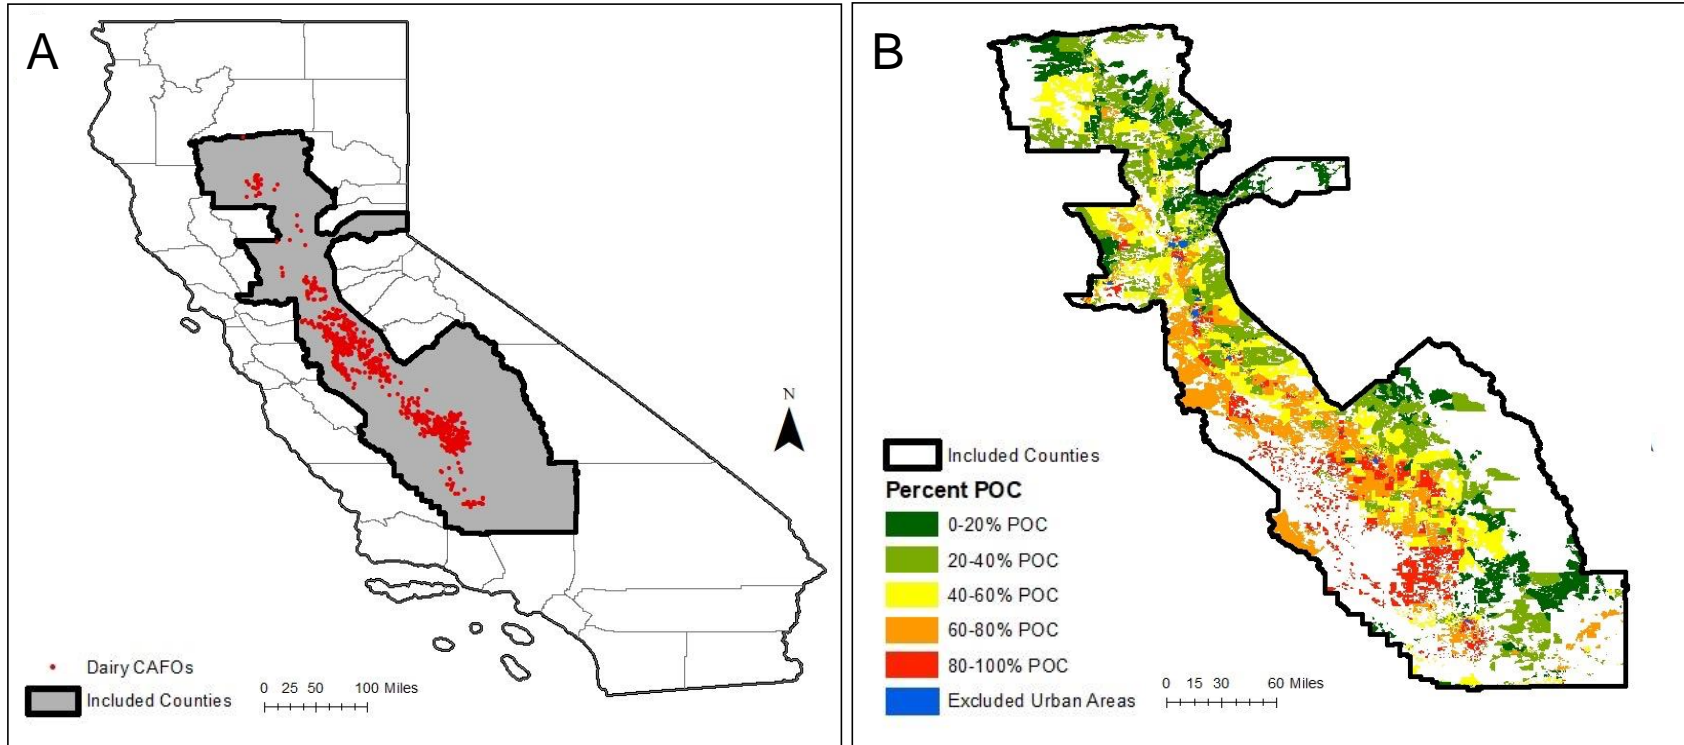 A
N
Dairy CAFOs
Included Counties
0 25 50 100 Miles
B
Included Counties
Percent POC
0-20% POC
20-40% POC
40-60% POC
60-80% POC
80-100% POC
Excluded Urban Areas
0 15 30 60 Miles